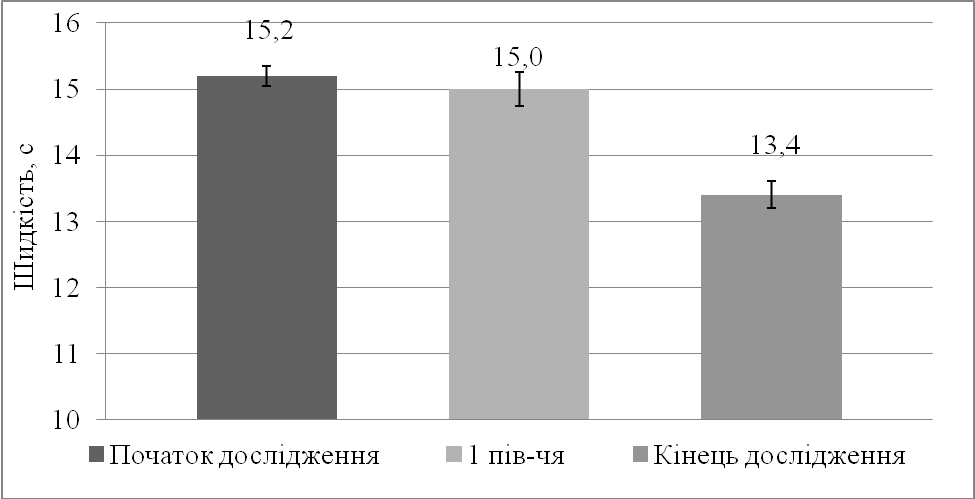 16
15
14
13
12
11
10
Шидкість, с
15,2
15,0
13,4
Початок дослідження
1 пів-чя
Кінець дослідження